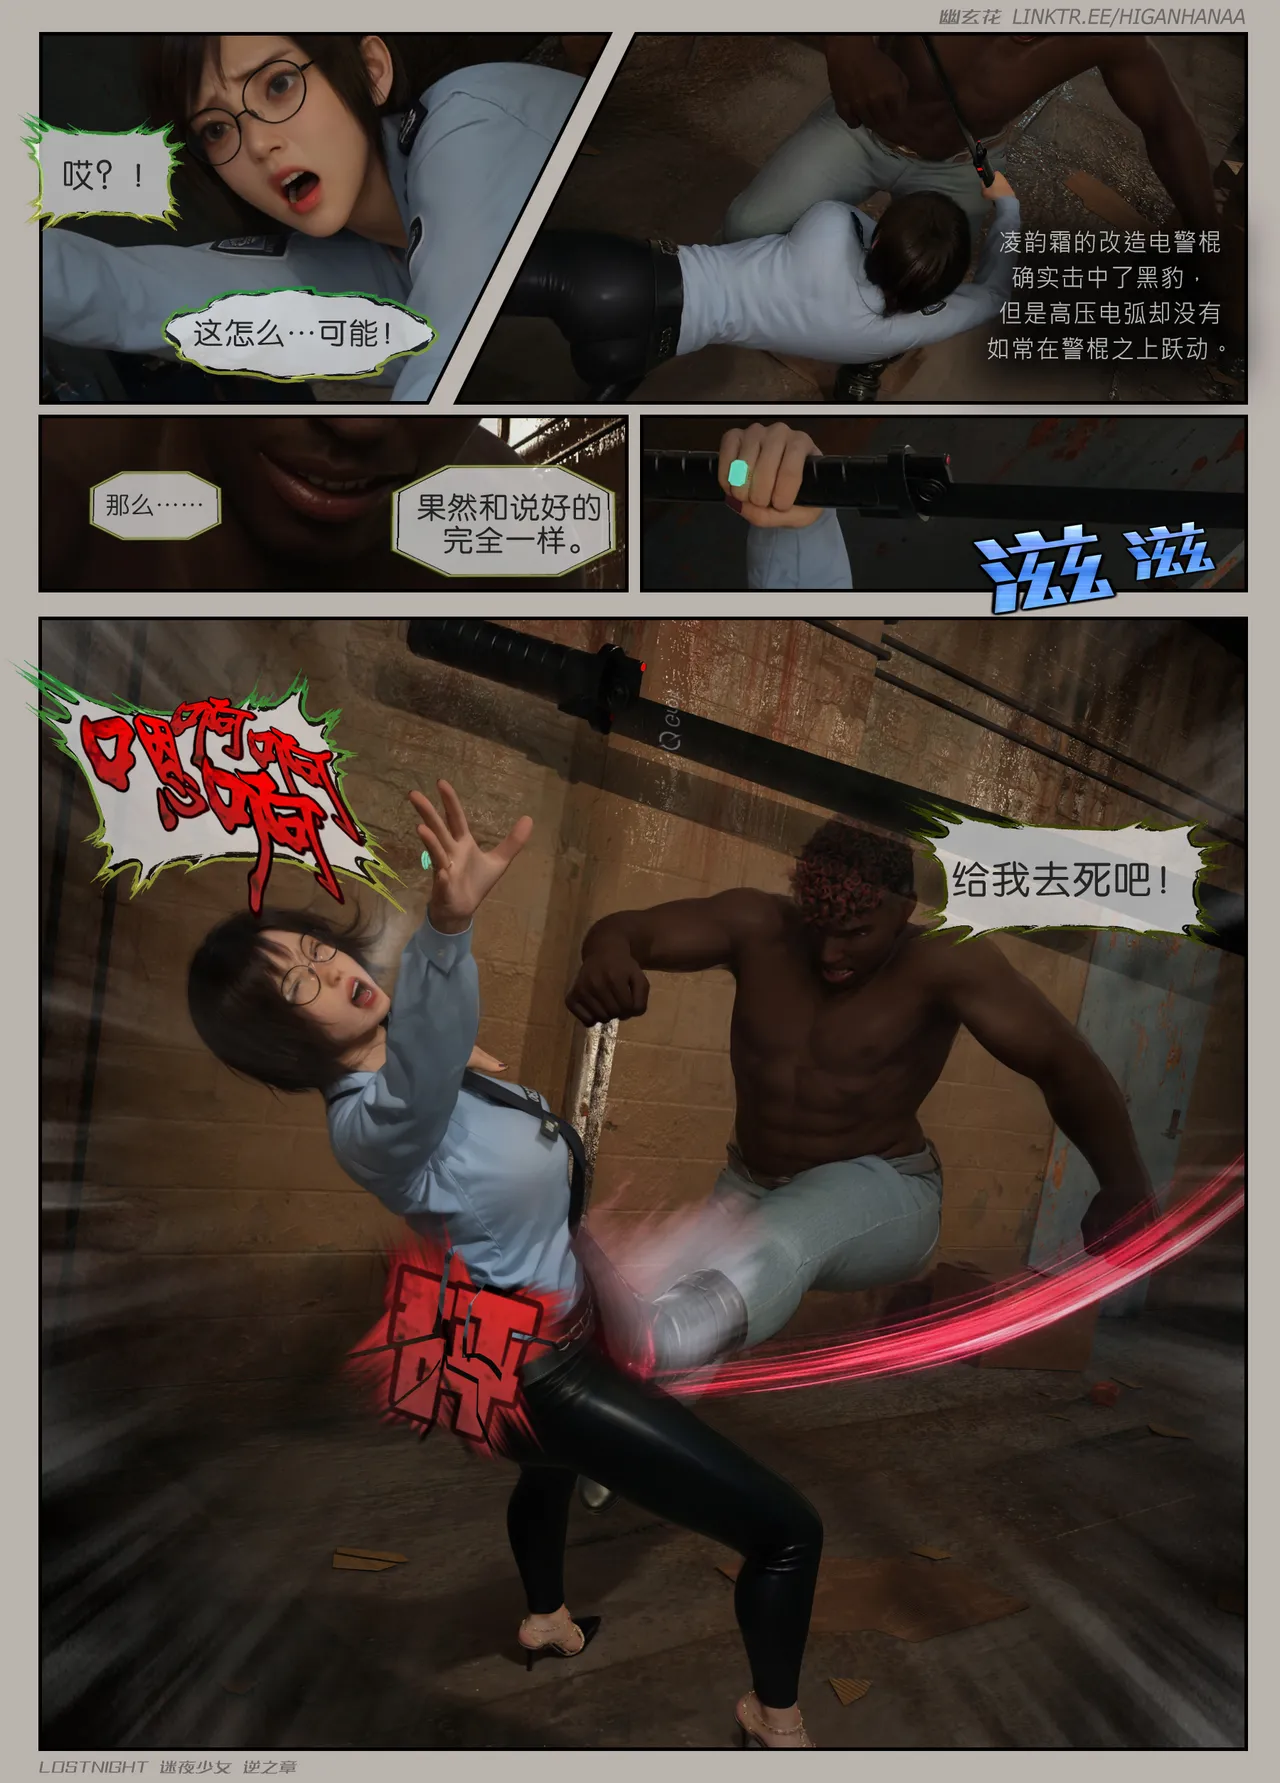 幽玄花 LINKTR.EE/HIGANHANAA
哎？！
这怎么…可能！
凌韵霜的改造电警棍
确实击中了黑豹，
但是高压电弧却没有
如常在警棍之上跃动。
那么……
果然和说好的
完全一样。
滋 滋
嗯啊啊啊
给我去死吧！
LOSTNIGHT 迷夜少女 逆之章